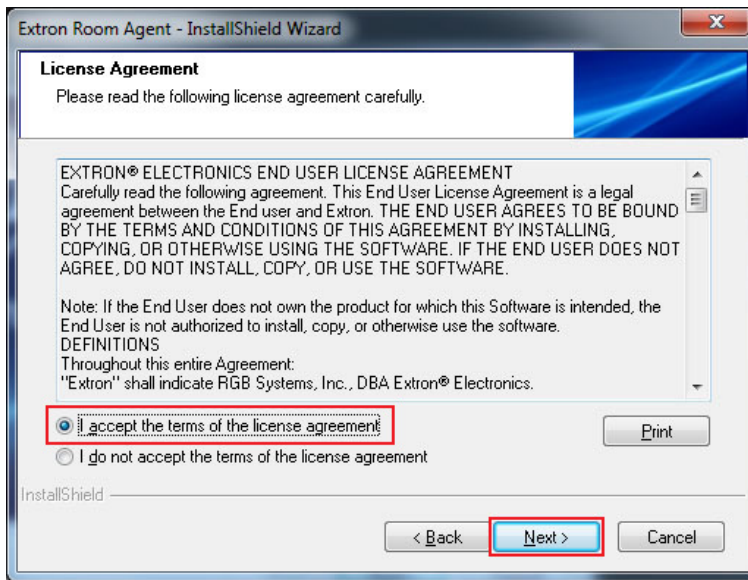 Extron Room Agent - InstallShield Wizard
License Agreement
Please read the following license agreement carefully.
EXTRON® ELECTRONICS END USER LICENSE AGREEMENT
Carefully read the following agreement. This End User License Agreement is a legal
agreement between the End user and Extron. THE END USER AGREES TO BE BOUND
BY THE TERMS AND CONDITIONS OF THIS AGREEMENT BY INSTALLING,
COPYING, OR OTHERWISE USING THE SOFTWARE. IF THE END USER DOES NOT
AGREE, DO NOT INSTALL, COPY, OR USE THE SOFTWARE.
Note: If the End User does not own the product for which this Software is intended, the
End User is not authorized to install, copy, or otherwise use the software.
DEFINITIONS
Throughout this entire Agreement:
"Extron" shall indicate RGB Systems, Inc., DBA Extron® Electronics.
I accept the terms of the license agreement
Print
I do not accept the terms of the license agreement
InstallShield
< Back
Next >
Cancel